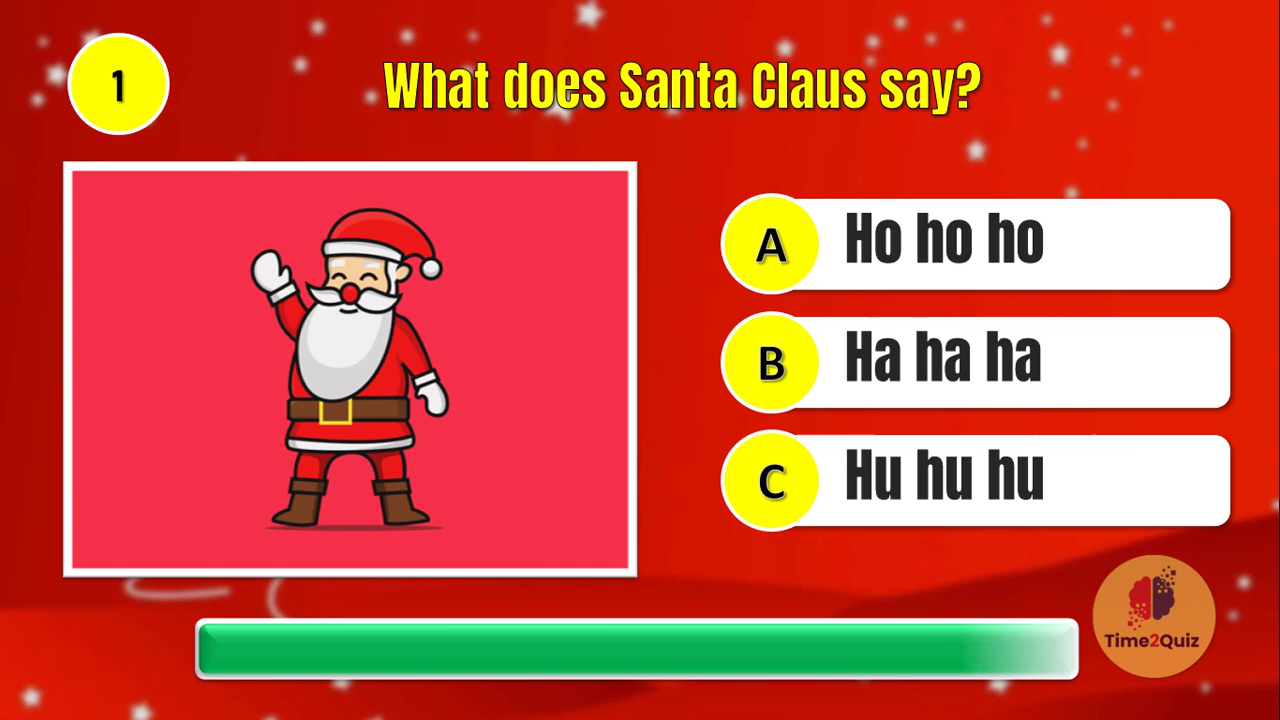 1
What does Santa Claus say?
A
Ho ho ho
B
Ha ha ha
C
Hu hu hu
Time2Quiz